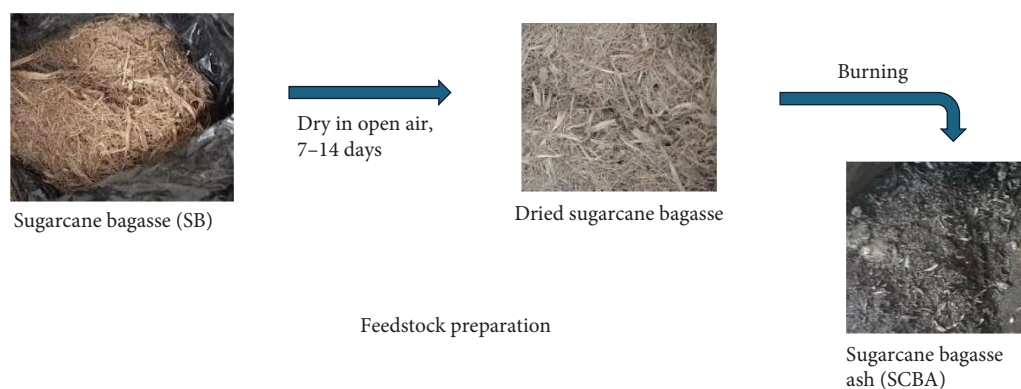 Sugarcane bagasse (SB)
Dry in open air,
7–14 days
Dried sugarcane bagasse
Burning
Sugarcane bagasse
ash (SCBA)
Feedstock preparation